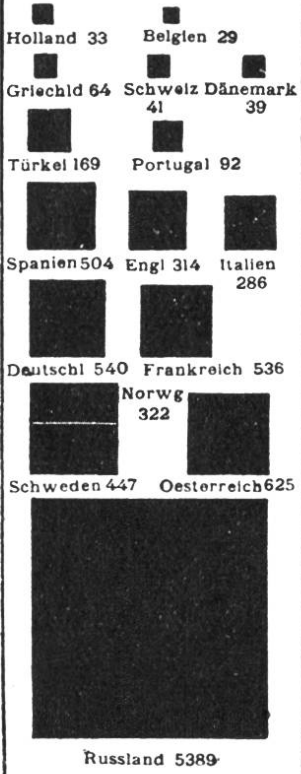 Holland 33 Belgien 29
Griechld 64 Schweiz 41 Dänemark 39
Türkei 169 Portugal 92
Spanien 504 Engl 314 Italien 286
Deutschl 540 Frankreich 536
Norwg 322
Schweden 447 Oesterreich 625
Russland 5389